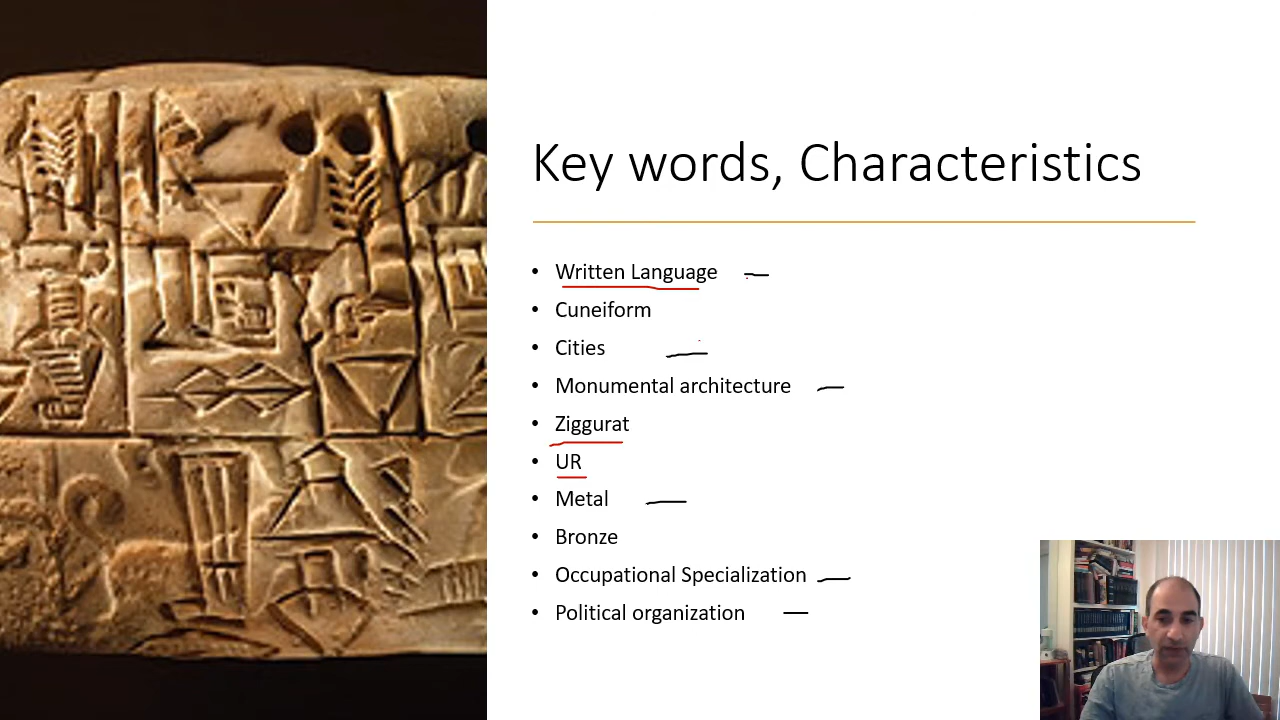 Key words, Characteristics
• Written Language
• Cuneiform
• Cities
• Monumental architecture
• Ziggurat
• UR
• Metal
• Bronze
• Occupational Specialization
• Political organization